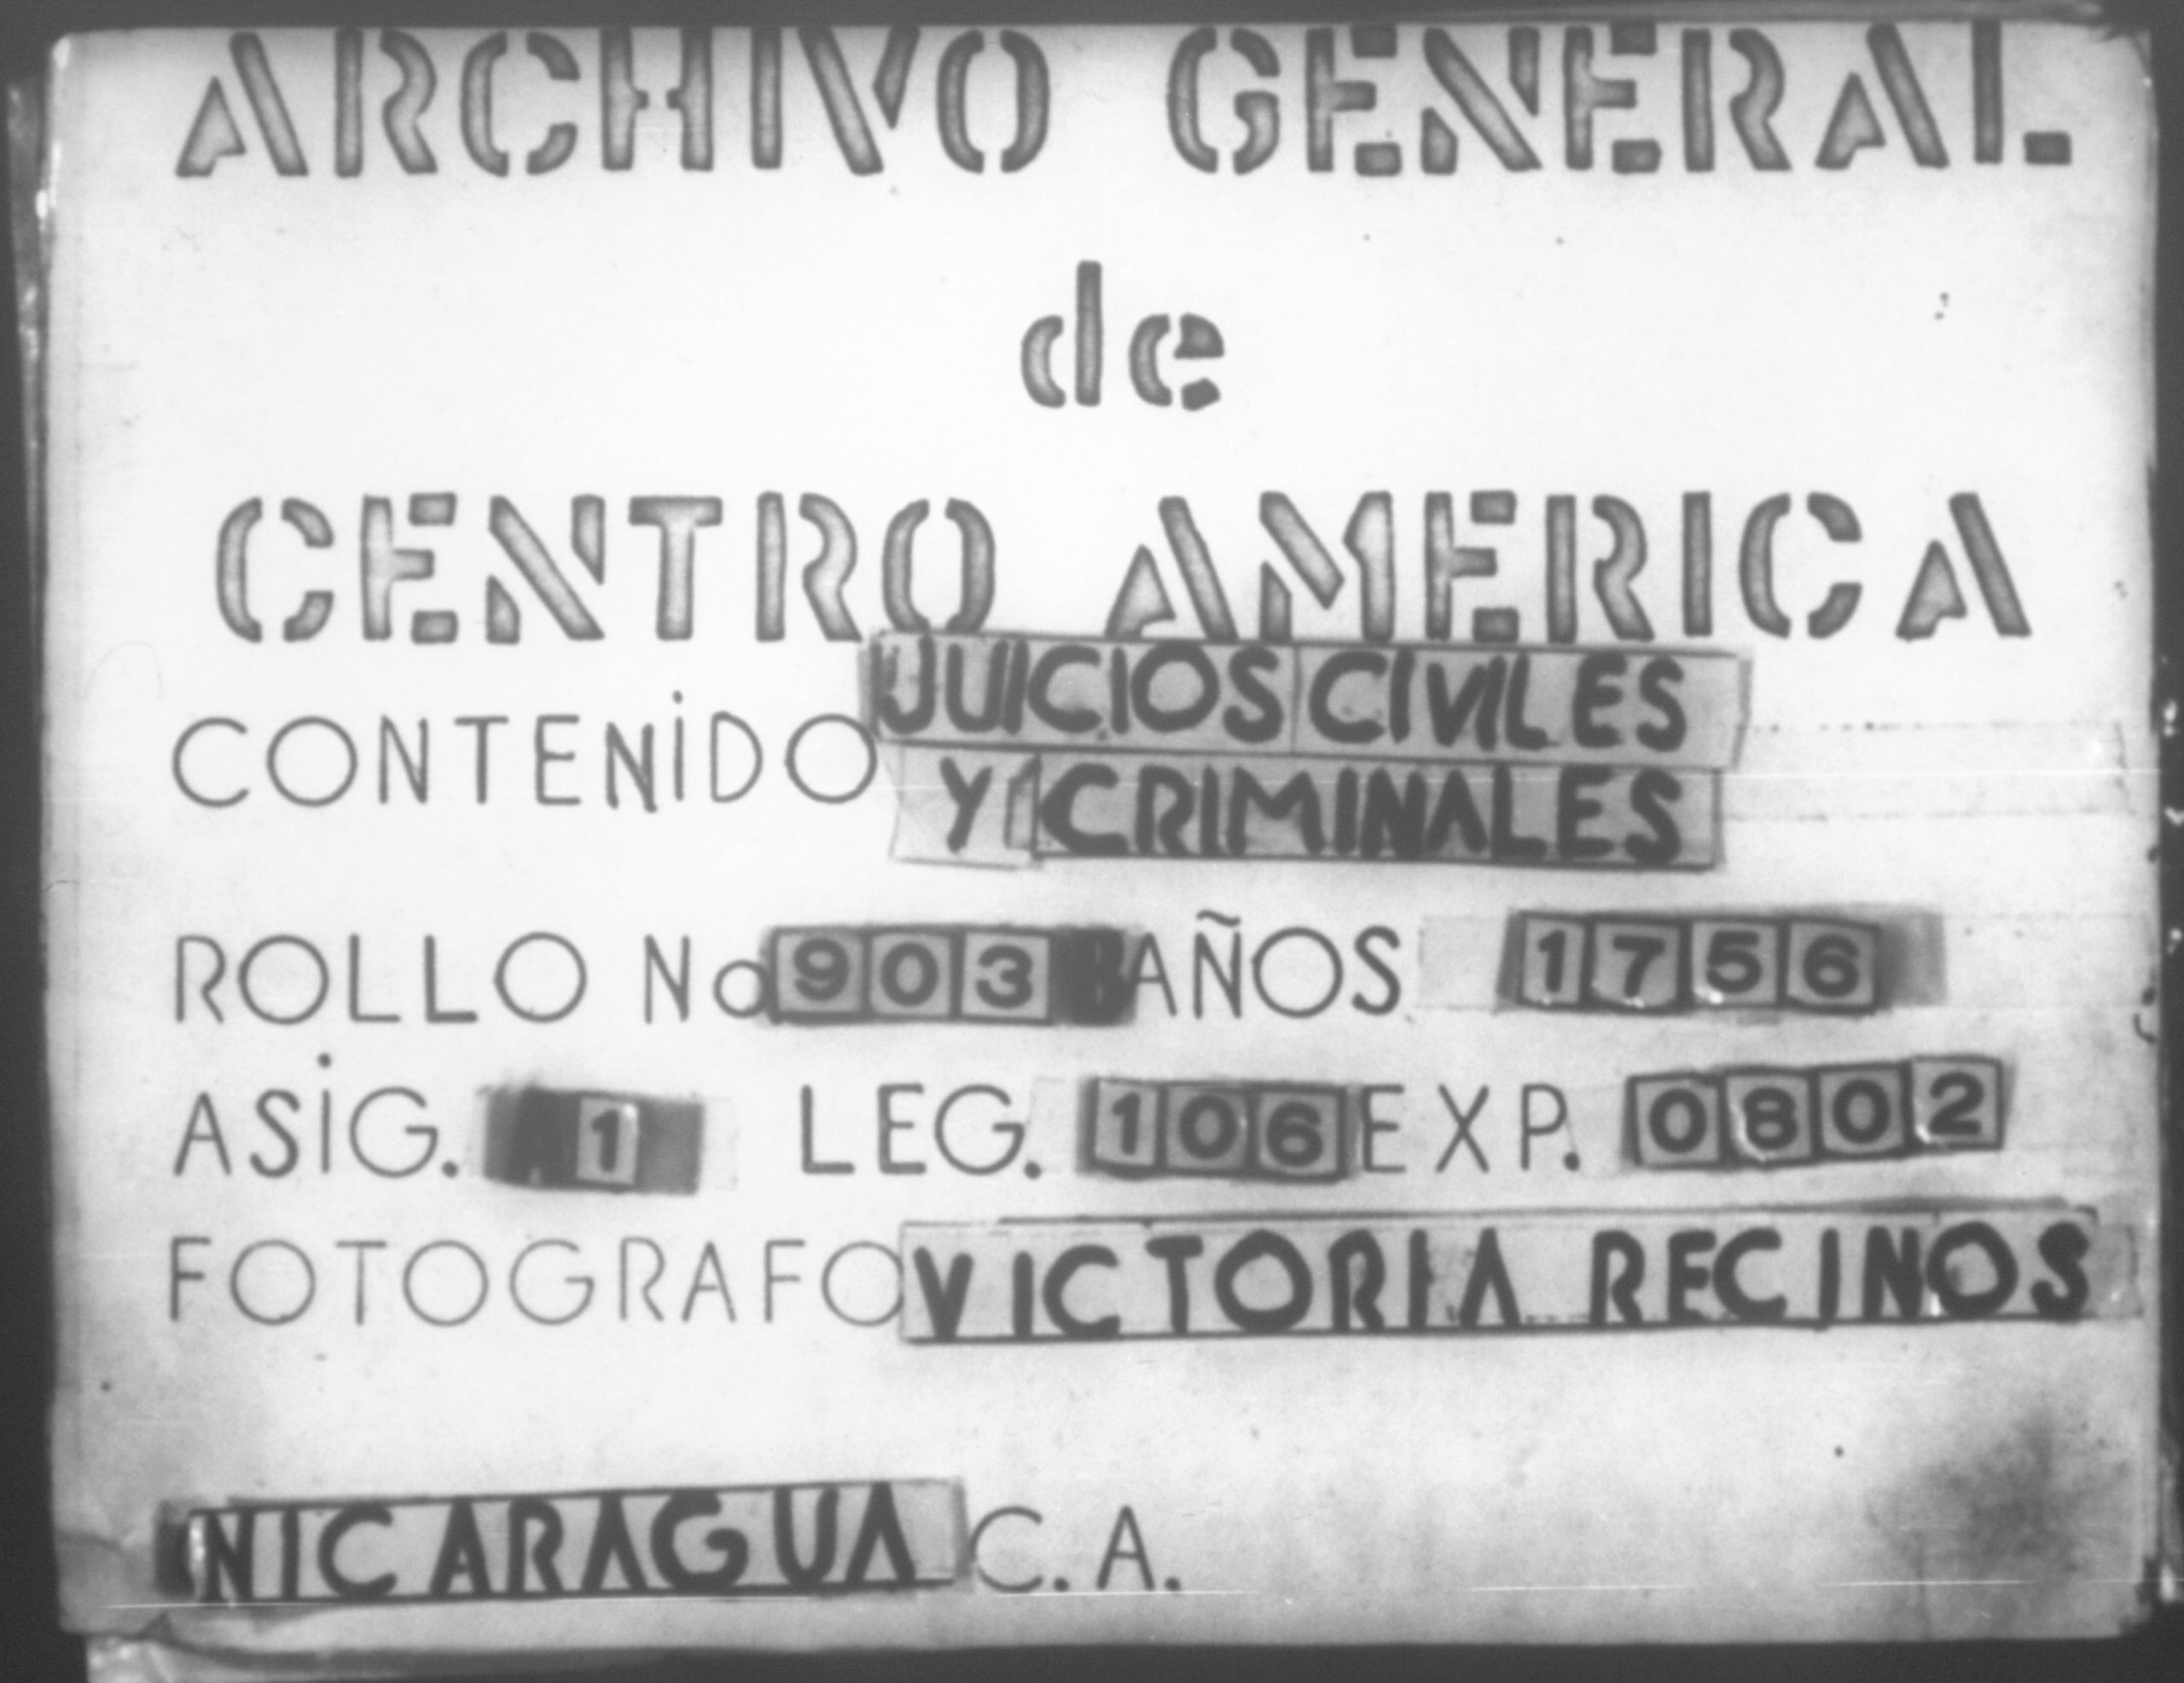 ARCHIVO GENERAL
de
CENTRO AMERICA
CONTENIDO JUICIOS CIVILES
Y CRIMINALES
ROLLO No 903 AÑOS 1756
ASIG. 1 LEG. 106 EXP. 0802
FOTOGRAFO VICTORIA RECINOS
NICARAGUA C.A.